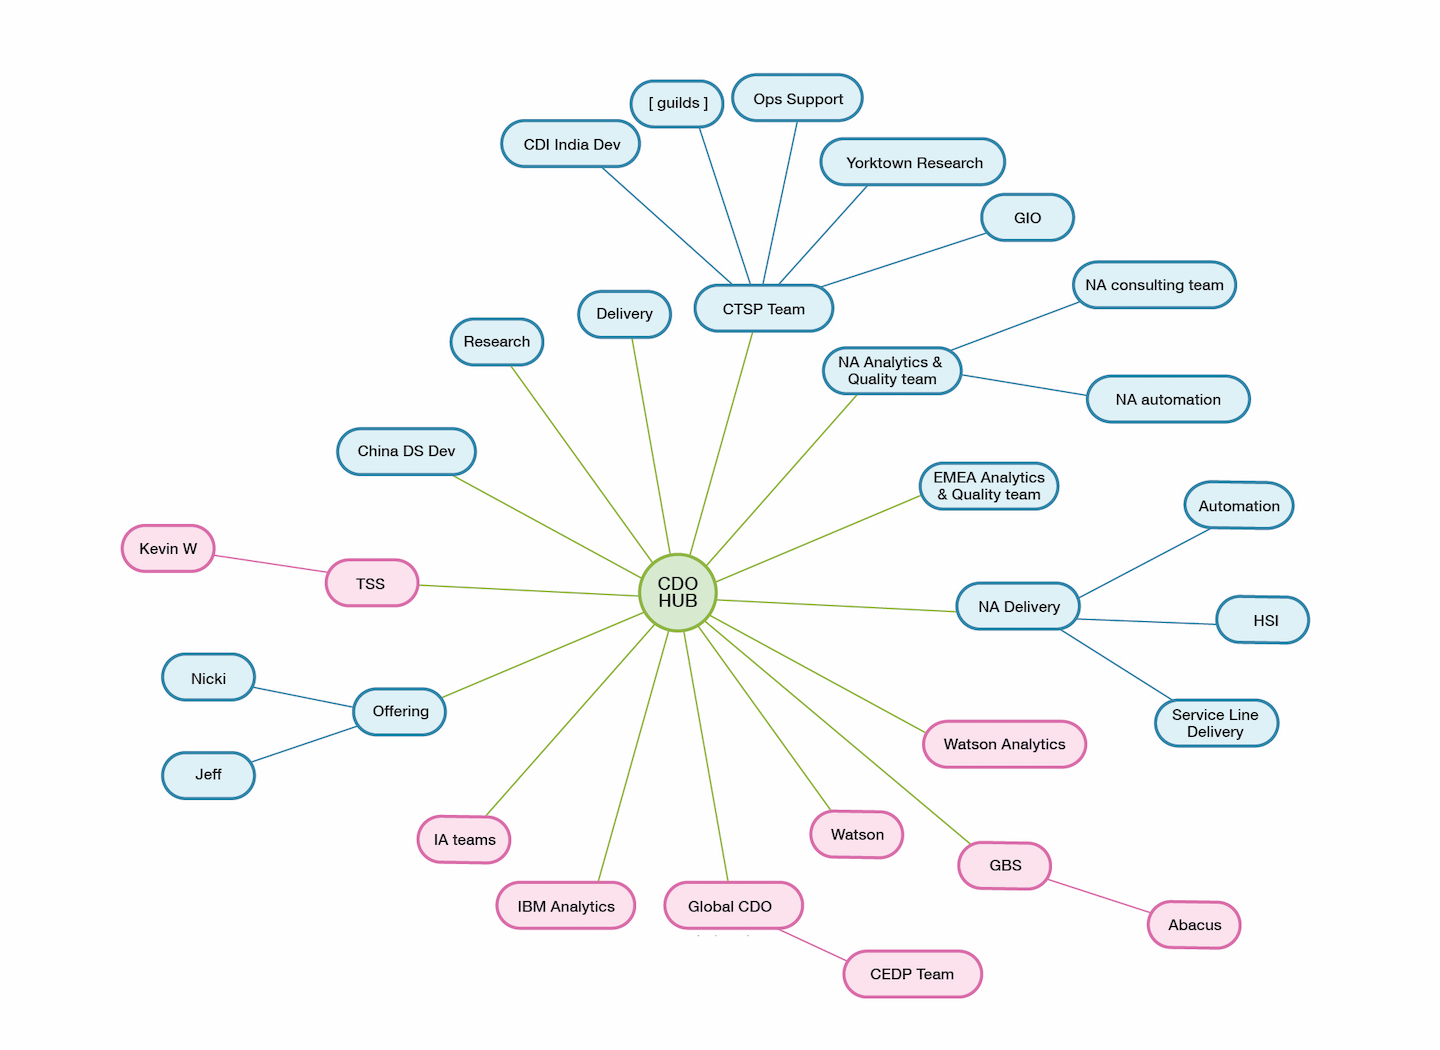 Ops Support
[ guilds ]
CDI India Dev
Yorktown Research
GIO
NA consulting team
CTSP Team
Delivery
Research
NA Analytics &
Quality team
NA automation
China DS Dev
EMEA Analytics
& Quality team
Automation
Kevin W
TSS
CDO
HUB
NA Delivery
HSI
Nicki
Offering
Service Line
Delivery
Watson Analytics
Jeff
IA teams
Watson
GBS
IBM Analytics
Global CDO
Abacus
CEDP Team